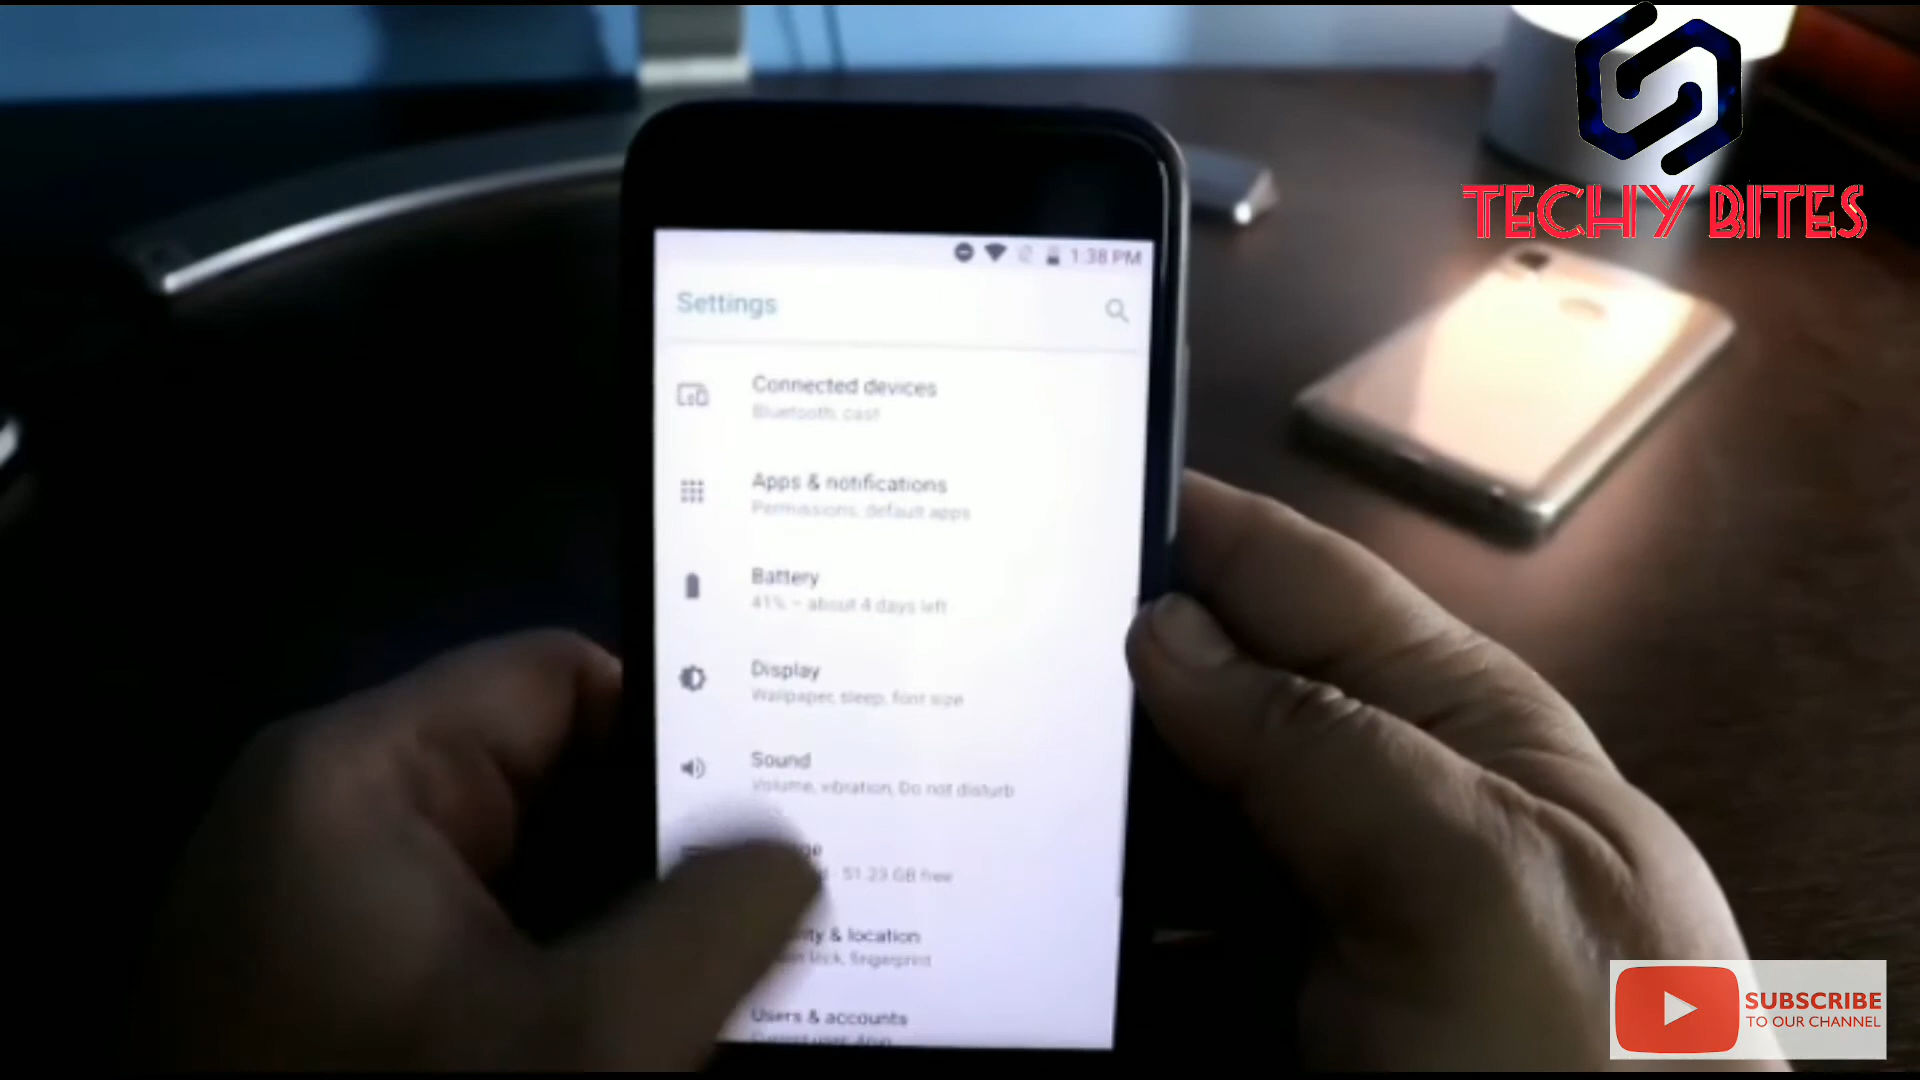 TECHY BITES
1:38 PM
Settings
Connected devices
Bluetooth, cast
Apps & notifications
Permissions, default apps
Battery
41% - about 4 days left
Display
Wallpaper, sleep, font size
Sound
Volume, vibration, Do not disturb
51.23 GB free
& location
lock, fingerprint
Users & accounts
SUBSCRIBE
TO OUR CHANNEL